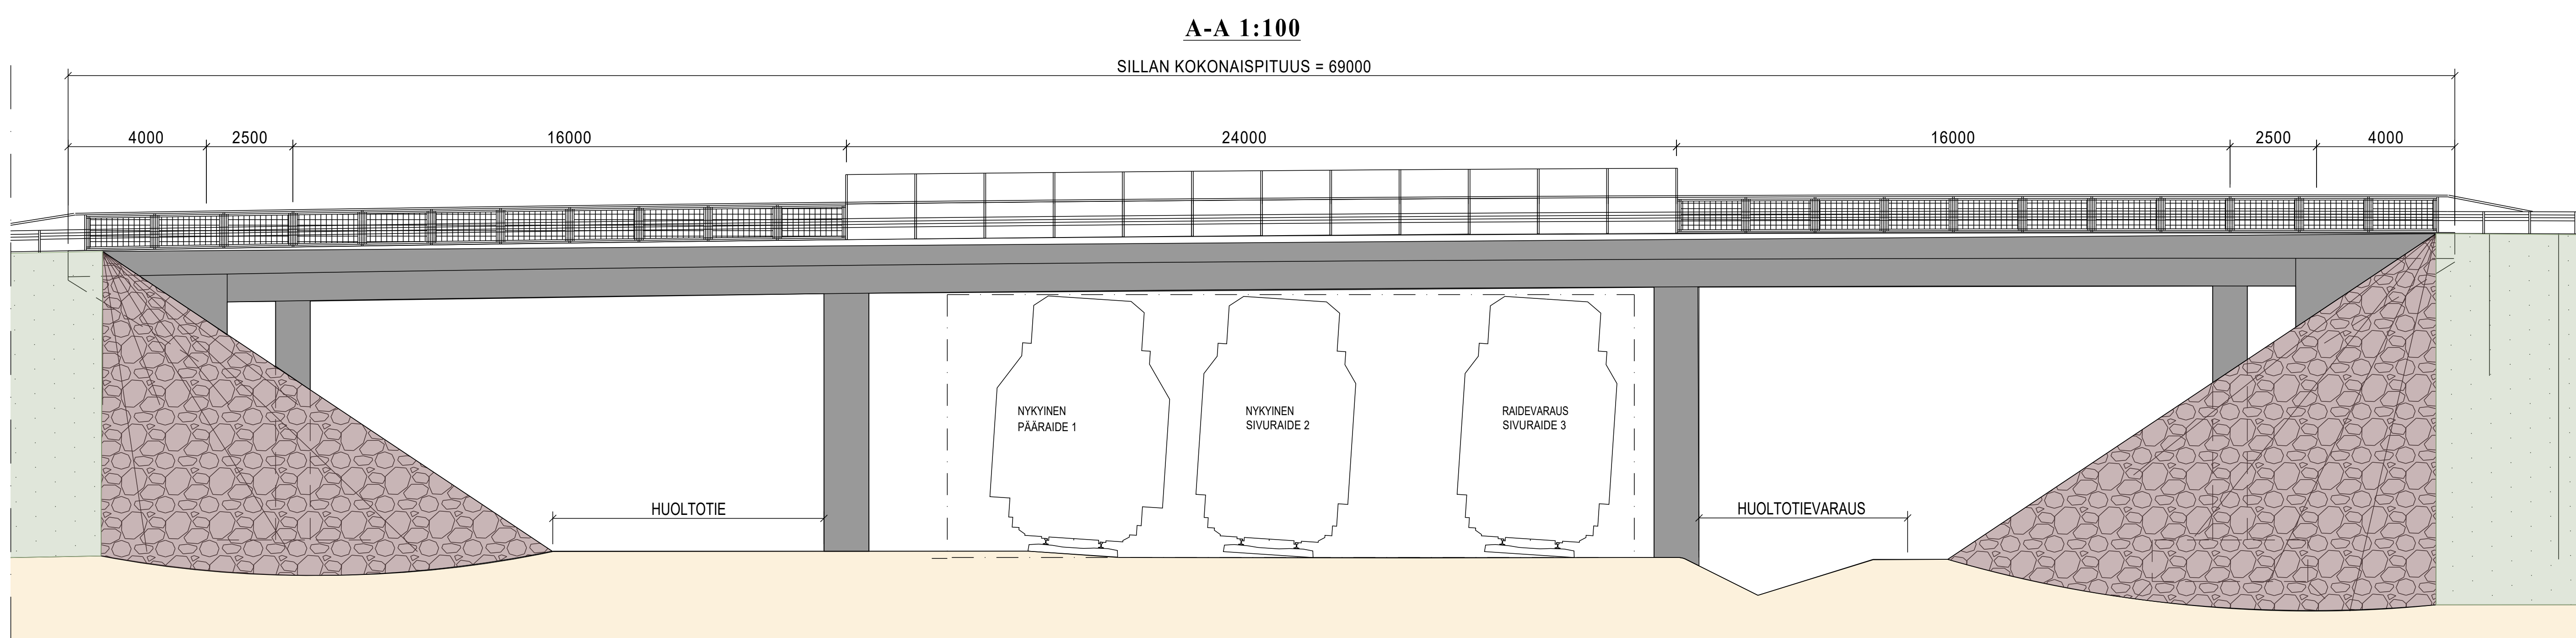 A-A 1:100
SILLAN KOKONAISPITUUS = 69000
4000
2500
16000
24000
16000
2500
4000
NYKYINEN
PÄÄRAIDE 1
NYKYINEN
SIVURAIDE 2
RAIDEVARAUS
SIVURAIDE 3
HUOLTOTIE
HUOLTOTIEVARAUS